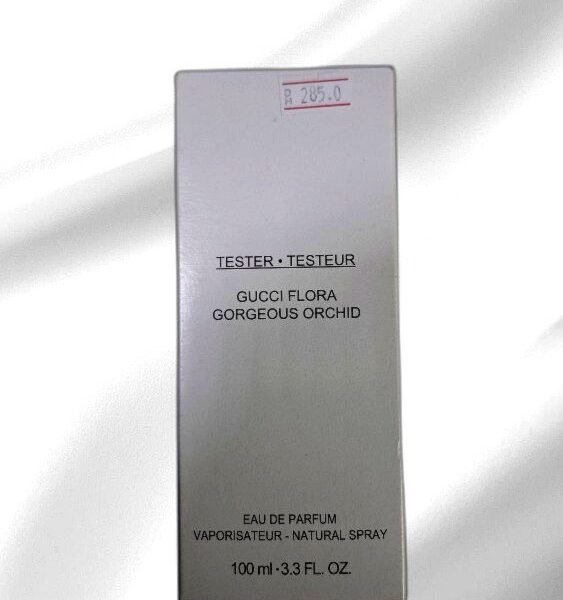 285.0
TESTER • TESTEUR
GUCCI FLORA
GORGEOUS ORCHID
EAU DE PARFUM
VAPORISATEUR - NATURAL SPRAY
100 ml • 3.3 FL. OZ.